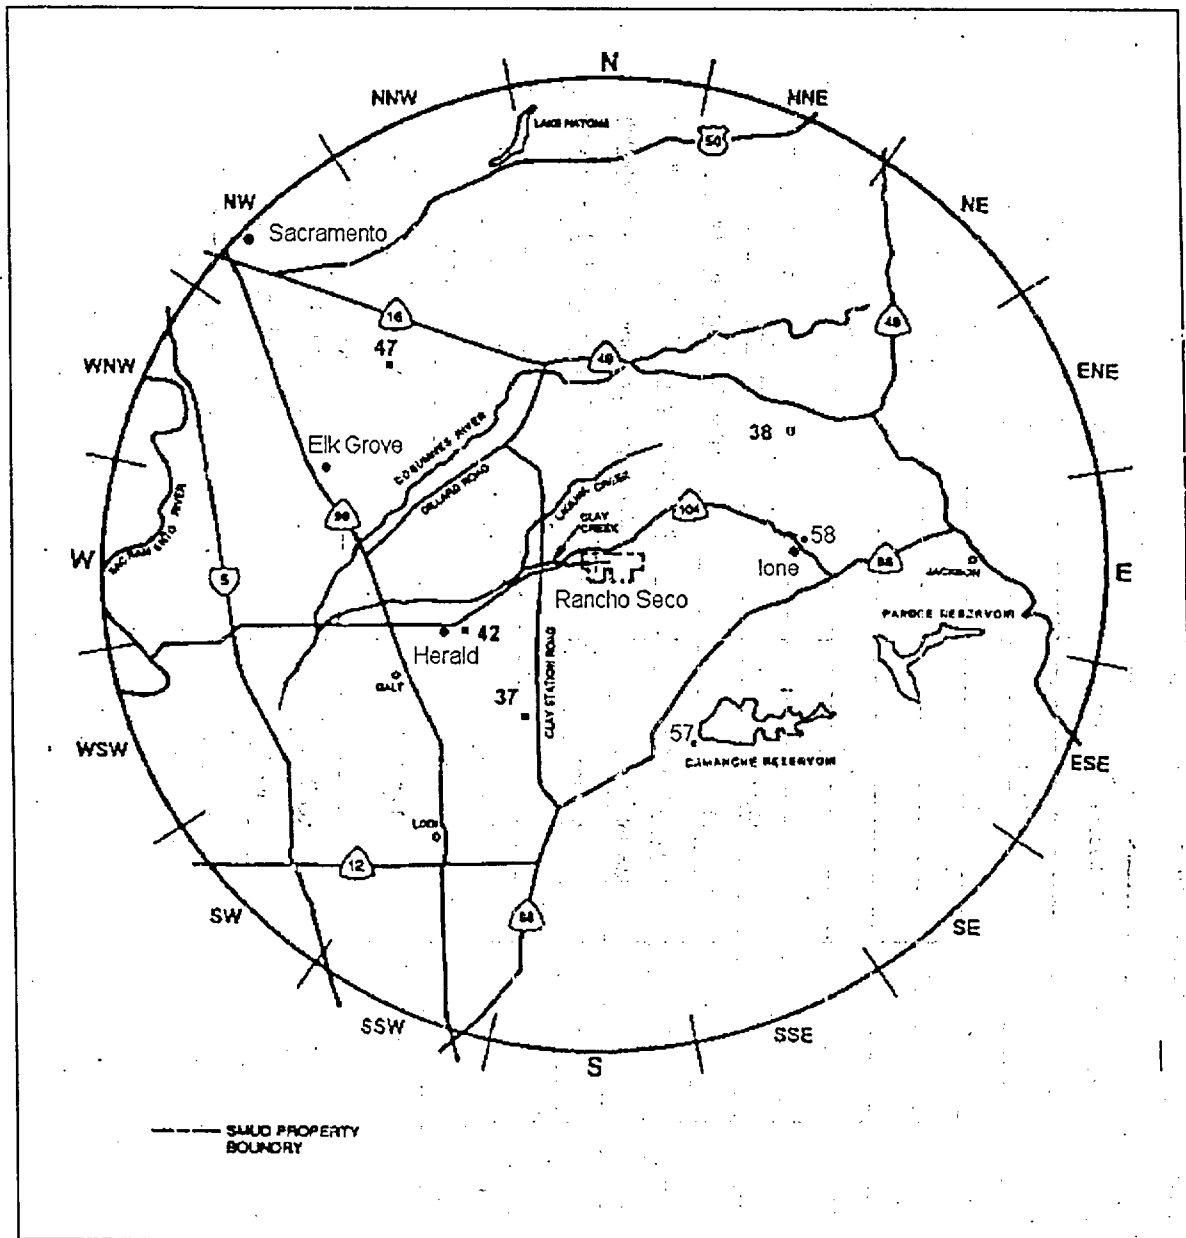 N
NNW
NNE
LAKE NATOMA
50
NW
NE
Sacramento
16
49
49
47
WNW
ENE
COSUMNES RIVER
38
Elk Grove
DILLARD ROAD
LAGUNA CREEK
SACRAMENTO RIVER
99
104
CLAY
CREEK
58
W
Ione
88
JACKSON
E
5
Rancho Seco
PARDEE RESERVOIR
42
Herald
CLAY STATION ROAD
GALT
37
57
WSW
CAMANCHE RESERVOIR
ESE
LODI
12
SW
88
SE
SSW
SSE
S
SMUD PROPERTY
BOUNDRY